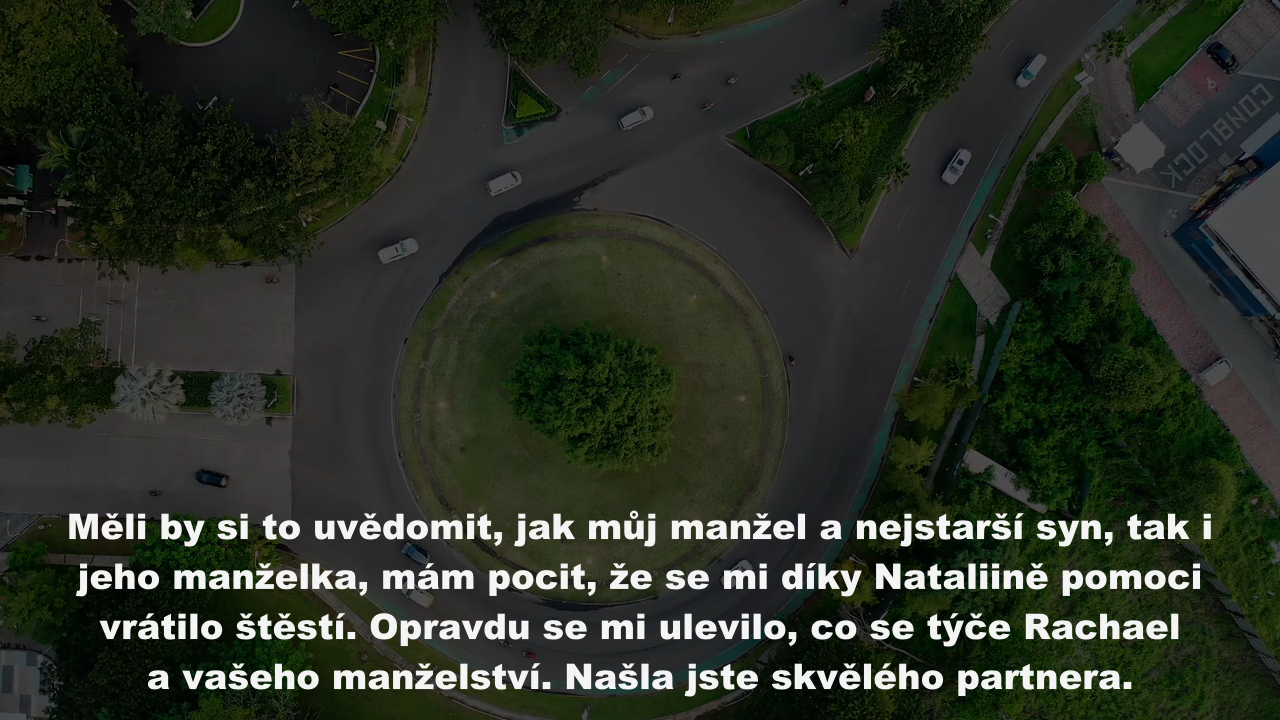 CONBLOCK
Měli by si to uvědomit, jak můj manžel a nejstarší syn, tak i
jeho manželka, mám pocit, že se mi díky Nataliině pomoci
vrátilo štěstí. Opravdu se mi ulevilo, co se týče Rachael
a vašeho manželství. Našla jste skvělého partnera.